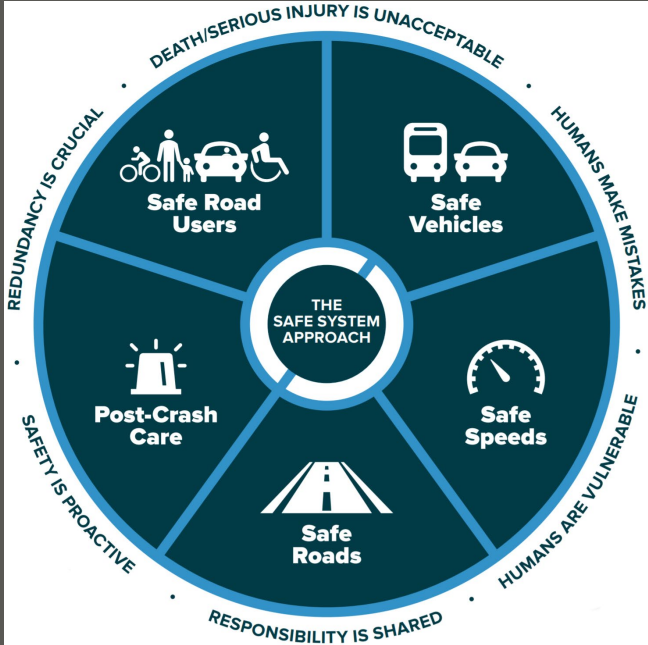 DEATH/SERIOUS INJURY IS UNACCEPTABLE
HUMANS MAKE MISTAKES
HUMANS ARE VULNERABLE
RESPONSIBILITY IS SHARED
SAFETY IS PROACTIVE
REDUNDANCY IS CRUCIAL
Safe Road
Users
Safe
Vehicles
Safe
Speeds
Safe
Roads
Post-Crash
Care
THE
SAFE SYSTEM
APPROACH